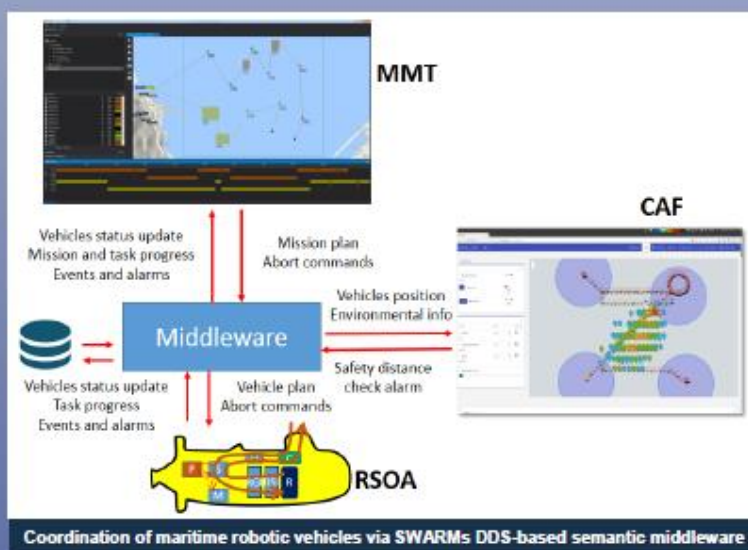 MMT
CAF
Vehicles status update
Mission and task progress
Events and alarms
Mission plan
Abort commands
Vehicles position
Environmental info
Middleware
Safety distance
check alarm
Vehicles status update
Task progress
Events and alarms
Vehicle plan
Abort commands
P
S
M
R
RSOA
Coordination of maritime robotic vehicles via SWARMs DDS-based semantic middleware